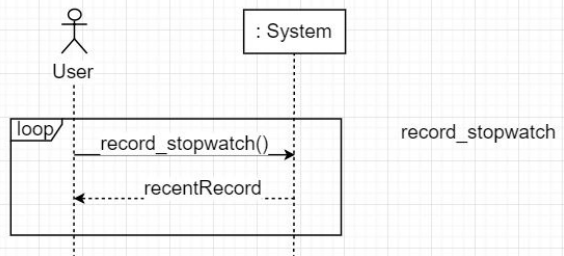 : System
User
loop
record_stopwatch()
record_stopwatch
recentRecord